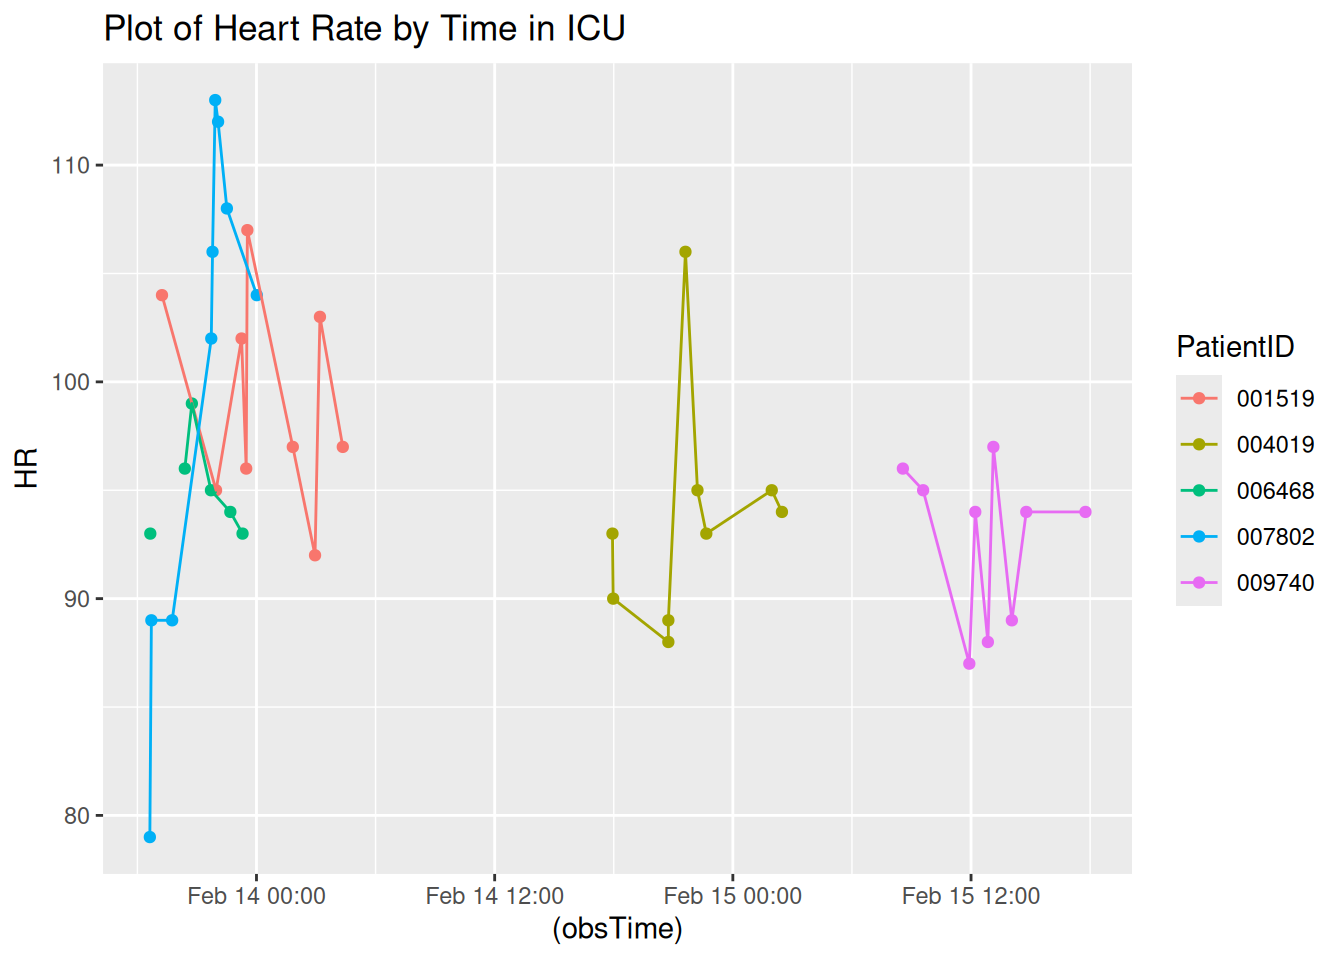 Plot of Heart Rate by Time in ICU
110
100
90
80
HR
Feb 14 00:00
Feb 14 12:00
Feb 15 00:00
Feb 15 12:00
(obsTime)
PatientID
001519
004019
006468
007802
009740